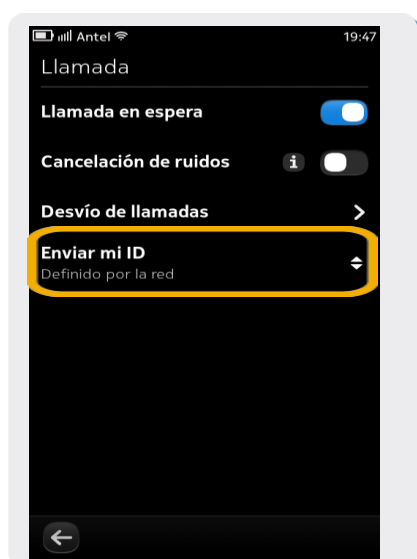 Antel 19:47
Llamada
Llamada en espera
Cancelación de ruidos i
Desvío de llamadas
Enviar mi ID
Definido por la red